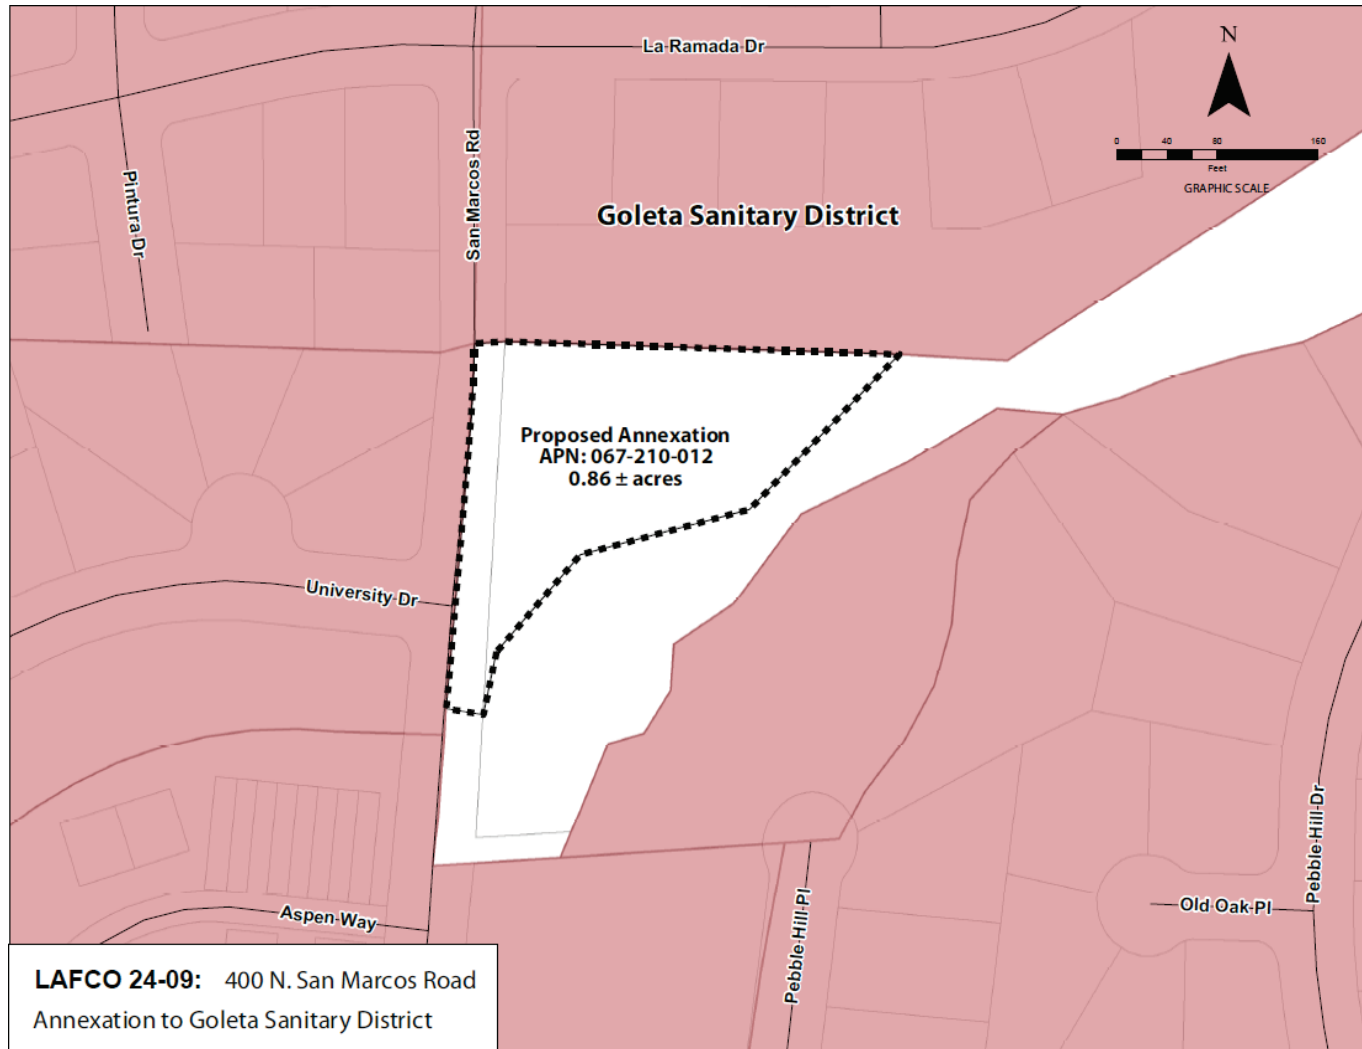 La Ramada Dr
N
0 40 80 160
Feet
GRAPHIC SCALE
San Marcos Rd
Pintura Dr
Goleta Sanitary District
Proposed Annexation
APN: 067-210-012
0.86 ± acres
University Dr
Pebble Hill Dr
Old Oak Pl
Aspen Way
Pebble Hill Pl
LAFCO 24-09: 400 N. San Marcos Road
Annexation to Goleta Sanitary District